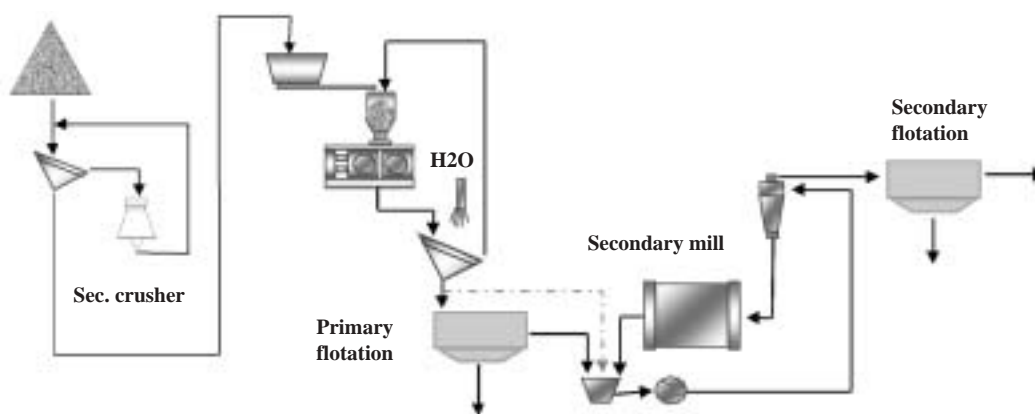 Secondary
flotation
H2O
Secondary mill
Sec. crusher
Primary
flotation